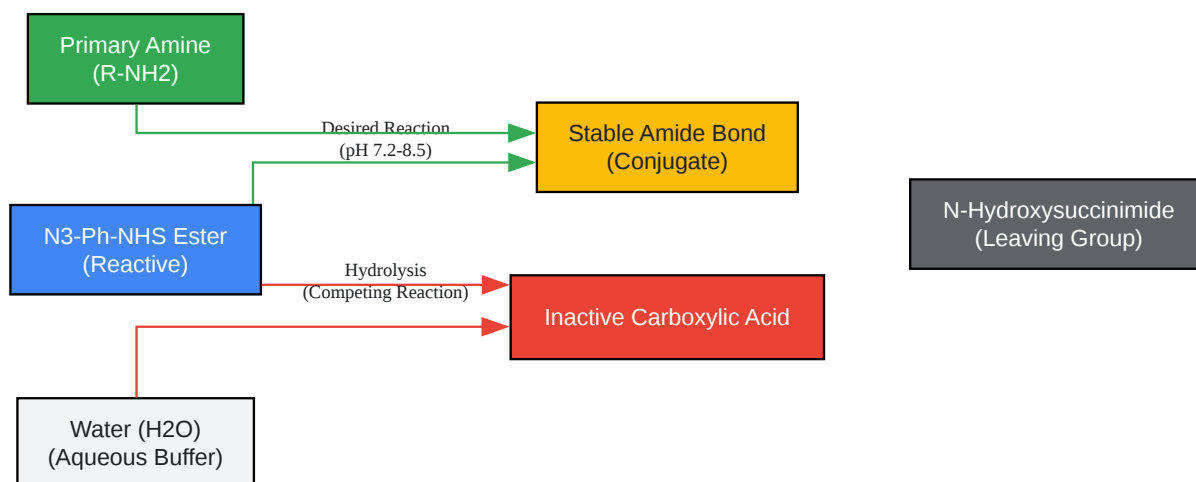 Primary Amine
(R-NH2)
Desired Reaction
(pH 7.2-8.5)
Stable Amide Bond
(Conjugate)
N-Hydroxysuccinimide
(Leaving Group)
N3-Ph-NHS Ester
(Reactive)
Hydrolysis
(Competing Reaction)
Inactive Carboxylic Acid
Water (H2O)
(Aqueous Buffer)